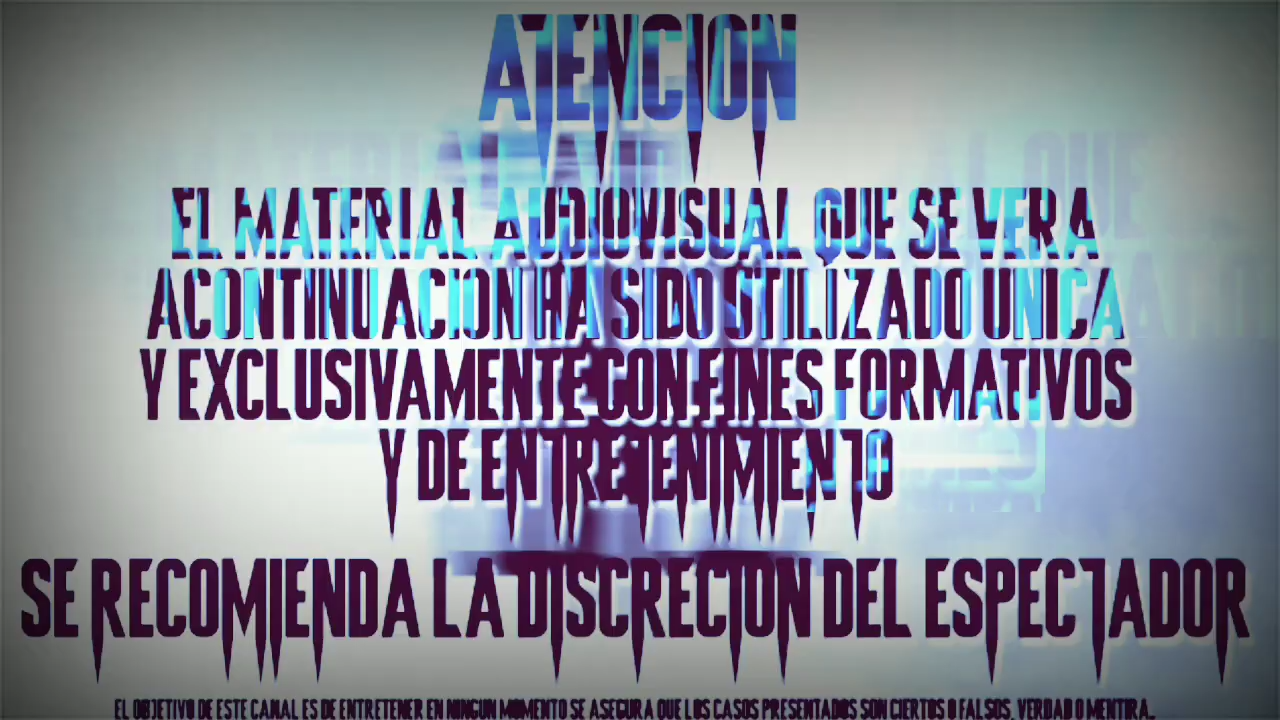 ATENCION
EL MATERIAL AUDIOVISUAL QUE SE VERA
ACONTINUACION HA SIDO UTILIZADO UNICA
Y EXCLUSIVAMENTE CON FINES FORMATIVOS
Y DE ENTRETENIMIENTO
SE RECOMIENDA LA DISCRECION DEL ESPECTADOR
EL OBJETIVO DE ESTE CANAL ES DE ENTRETENER EN NINGUN MOMENTO SE ASEGURA QUE LOS CASOS PRESENTADOS SON CIERTOS O FALSOS, VERDAD O MENTIRA..